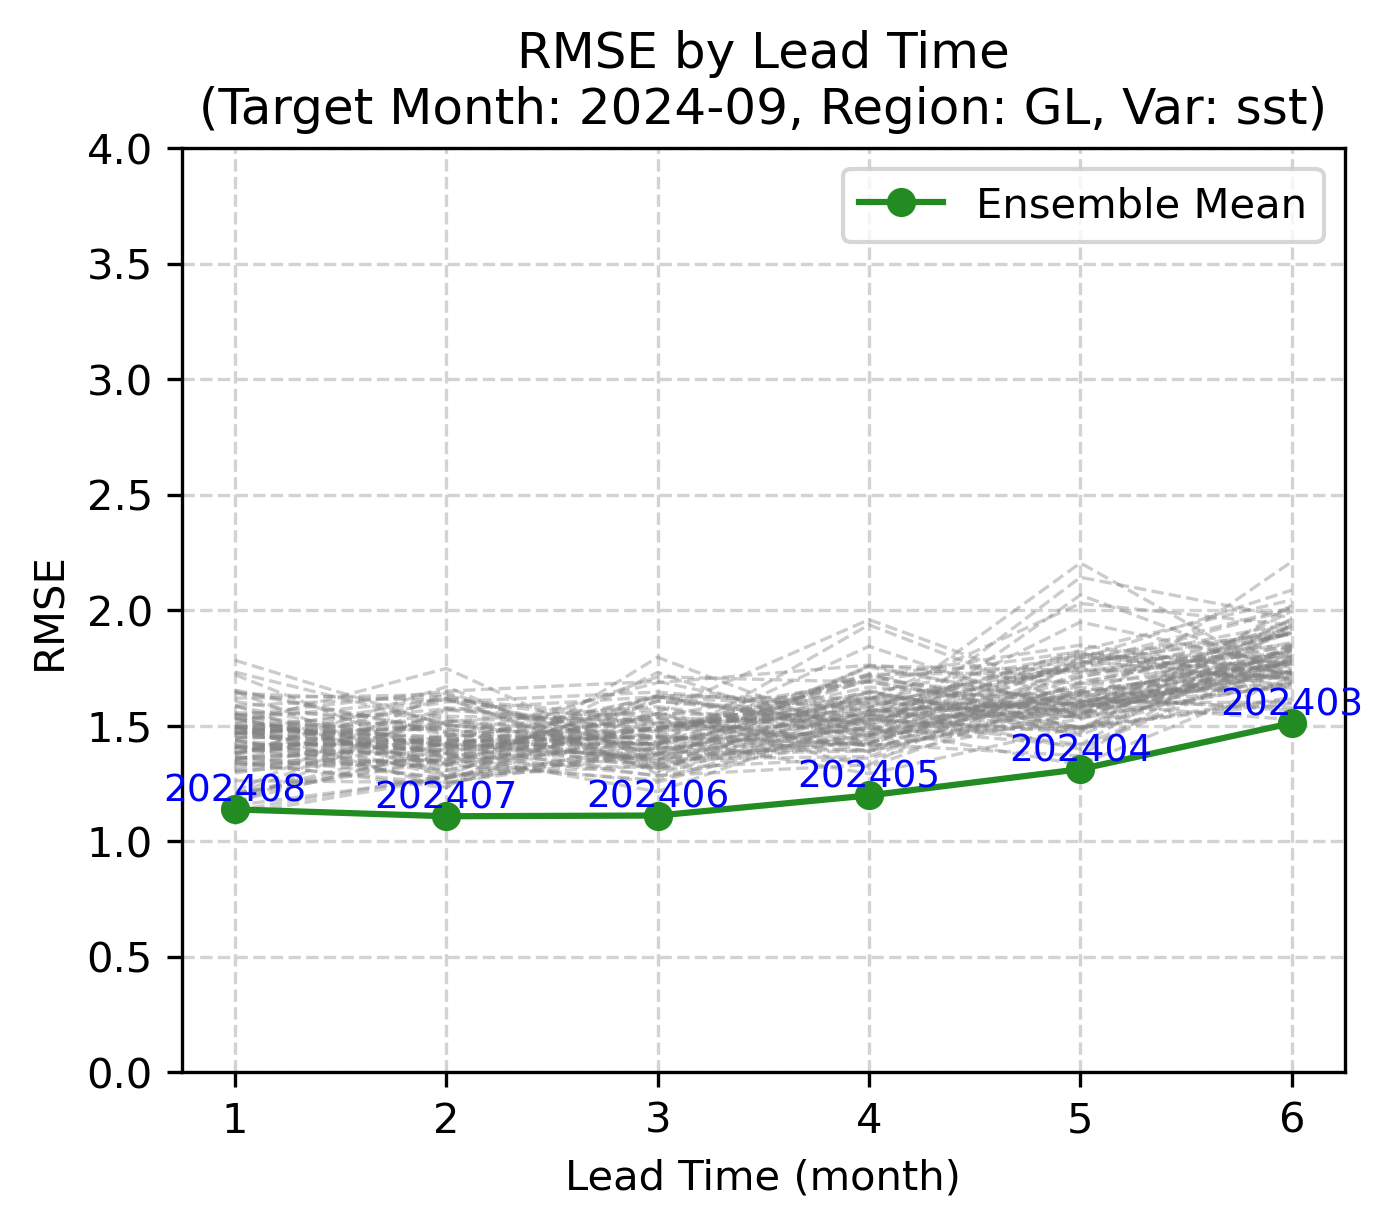 RMSE by Lead Time
(Target Month: 2024-09, Region: GL, Var: sst)
Ensemble Mean
RMSE
4.0
3.5
3.0
2.5
2.0
1.5
1.0
0.5
0.0
202408
202407
202406
202405
202404
202403
1 2 3 4 5 6
Lead Time (month)